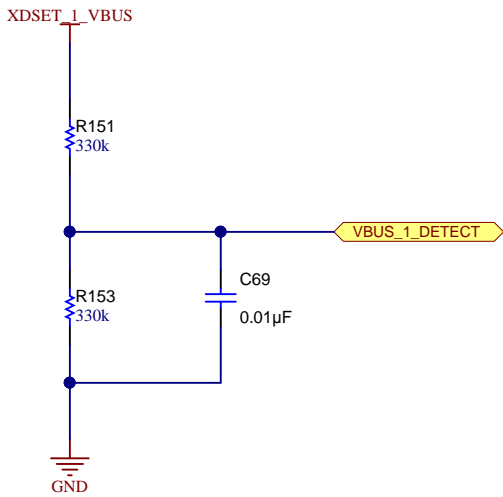 XDSET_1_VBUS
R151
330k
VBUS_1_DETECT
R153
330k
C69
0.01µF
GND